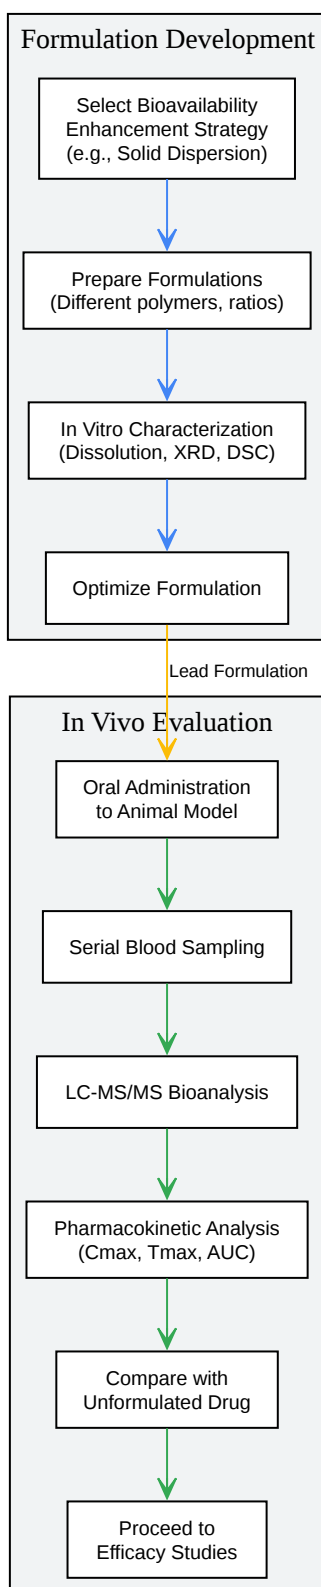 Formulation Development
Select Bioavailability
Enhancement Strategy
(e.g., Solid Dispersion)
Prepare Formulations
(Different polymers, ratios)
In Vitro Characterization
(Dissolution, XRD, DSC)
Optimize Formulation
Lead Formulation
In Vivo Evaluation
Oral Administration
to Animal Model
Serial Blood Sampling
LC-MS/MS Bioanalysis
Pharmacokinetic Analysis
(Cmax, Tmax, AUC)
Compare with
Unformulated Drug
Proceed to
Efficacy Studies